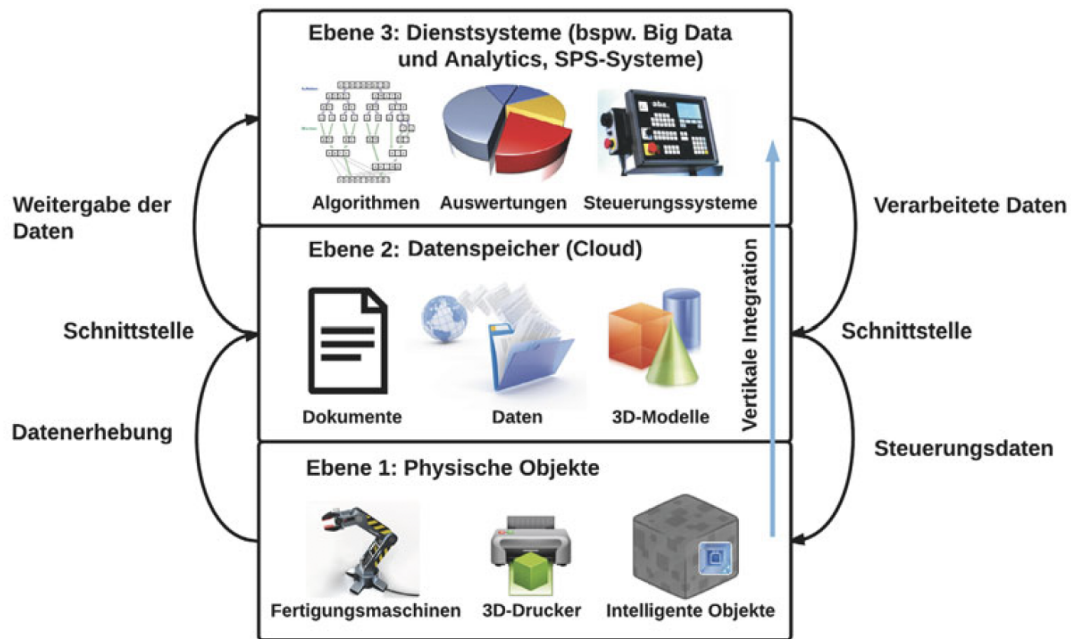 Ebene 3: Dienstsysteme (bspw. Big Data
und Analytics, SPS-Systeme)
Algorithmen
Auswertungen
Steuerungssysteme
Weitergabe der
Daten
Verarbeitete Daten
Ebene 2: Datenspeicher (Cloud)
Vertikale Integration
Schnittstelle
Schnittstelle
Dokumente
Daten
3D-Modelle
Datenerhebung
Steuerungsdaten
Ebene 1: Physische Objekte
Fertigungsmaschinen
3D-Drucker
Intelligente Objekte